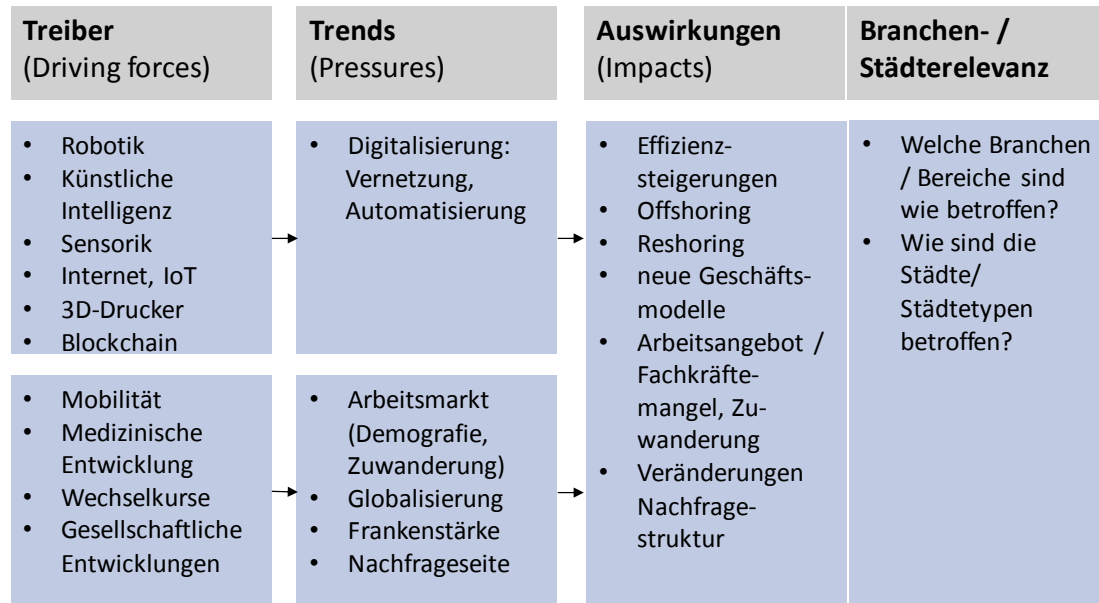 Treiber
(Driving forces)
Trends
(Pressures)
Auswirkungen
(Impacts)
Branchen- /
Städterelevanz
• Robotik
• Künstliche
Intelligenz
• Sensorik
• Internet, IoT
• 3D-Drucker
• Blockchain
• Digitalisierung:
Vernetzung,
Automatisierung
• Mobilität
• Medizinische
Entwicklung
• Wechselkurse
• Gesellschaftliche
Entwicklungen
• Arbeitsmarkt
(Demografie,
Zuwanderung)
• Globalisierung
• Frankenstärke
• Nachfrageseite
• Effizienz-
steigerungen
• Offshoring
• Reshoring
• neue Geschäfts-
modelle
• Arbeitsangebot /
Fachkräfte-
mangel, Zu-
wanderung
• Veränderungen
Nachfrage-
struktur
• Welche Branchen
/ Bereiche sind
wie betroffen?
• Wie sind die
Städte/
Städtetypen
betroffen?